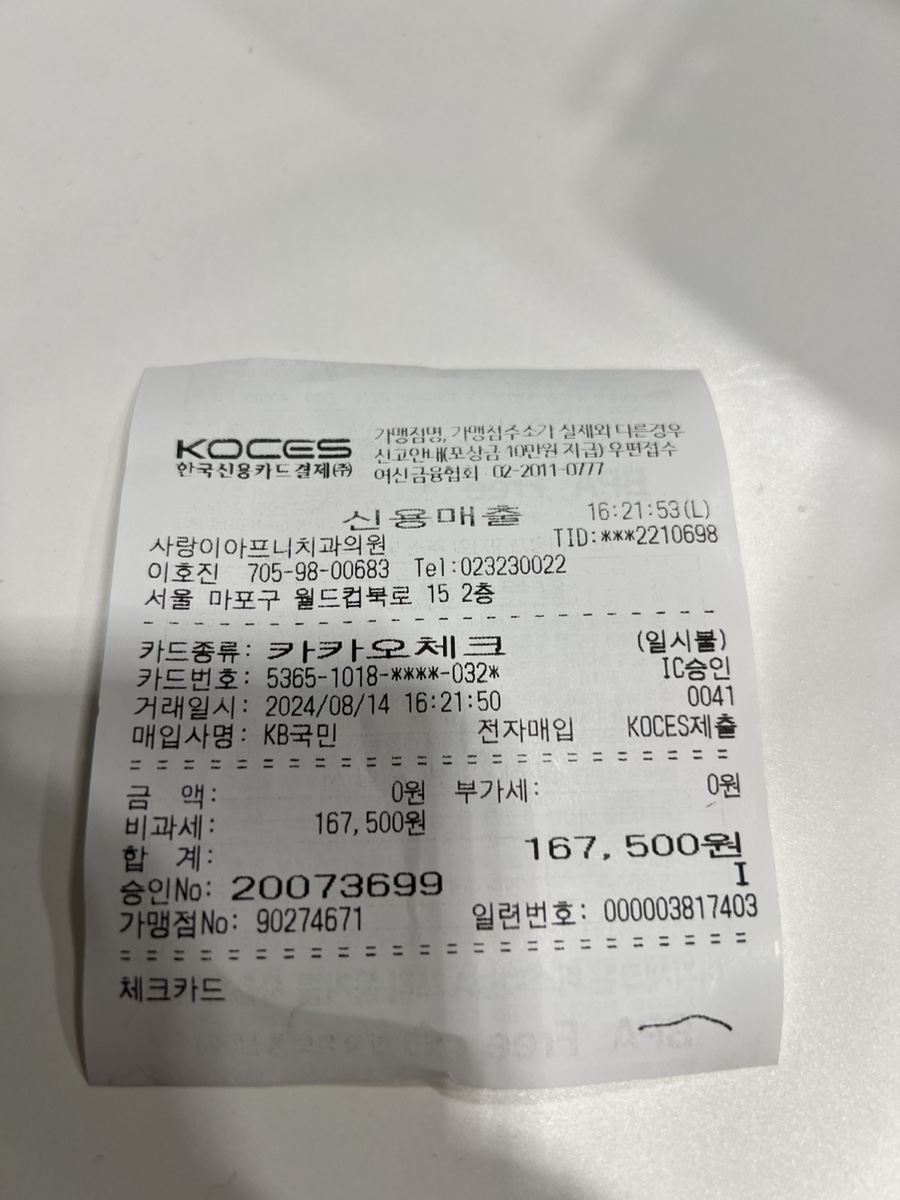 KOCES
한국신용카드결제㈜
가맹점명, 가맹점주소가 실제와 다른경우
신고안내(포상금 10만원 지급) 우편접수
여신금융협회 02-2011-0777
신용매출 16:21:53(L)
사랑이아프니치과의원 TID:***2210698
이호진 705-98-00683 Tel:023230022
서울 마포구 월드컵북로 15 2층
카드종류: 카카오체크 (일시불)
카드번호: 5365-1018-****-032* IC승인
거래일시: 2024/08/14 16:21:50 0041
매입사명: KB국민 전자매입 KOCES제출
금 액: 0원 부가세: 0원
비과세: 167,500원
합 계: 167,500원
I
승인No: 20073699
가맹점No: 90274671 일련번호: 000003817403
체크카드